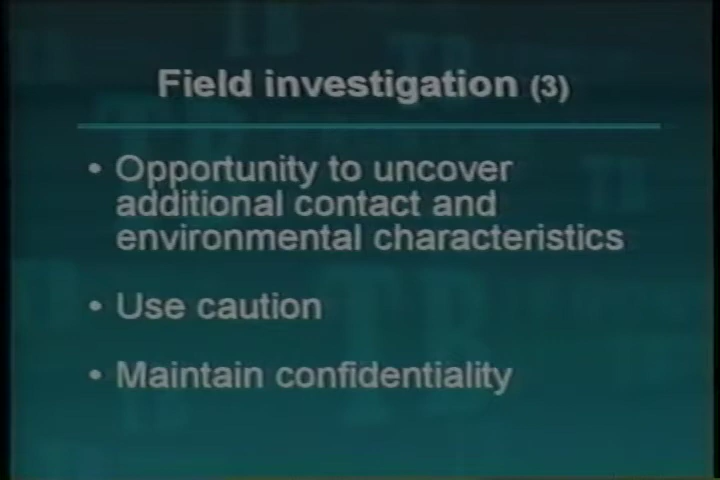 Field investigation (3)
• Opportunity to uncover
additional contact and
environmental characteristics
• Use caution
• Maintain confidentiality